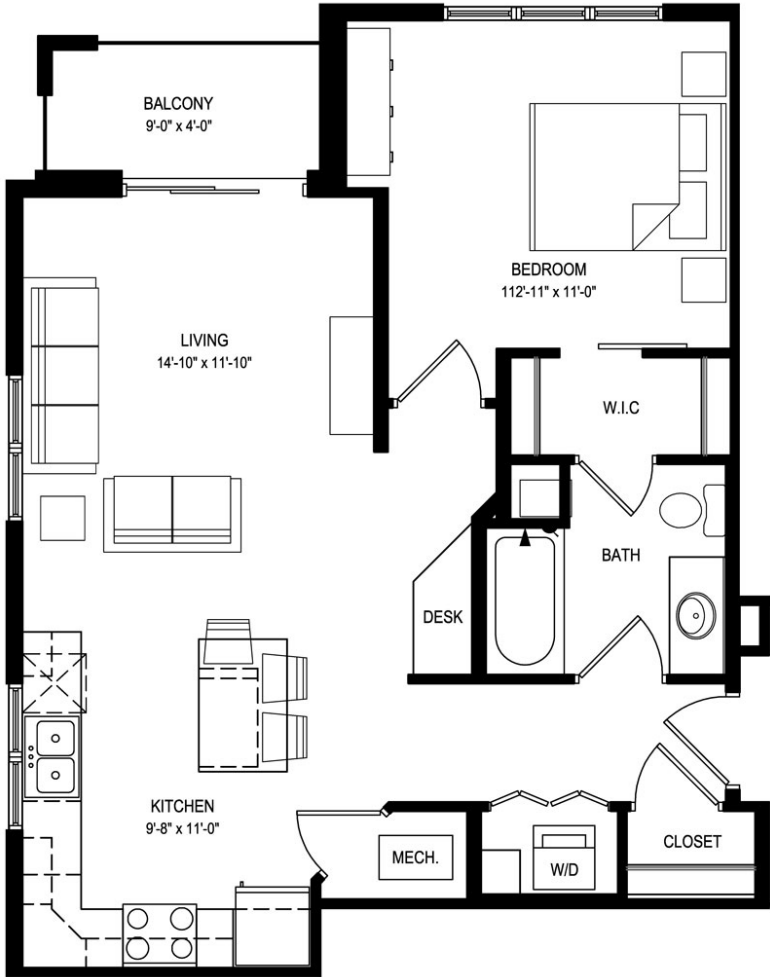 BALCONY
9'-0" x 4'-0"
BEDROOM
112'-11" x 11'-0"
LIVING
14'-10" x 11'-10"
W.I.C
BATH
DESK
KITCHEN
9'-8" x 11'-0"
MECH.
W/D
CLOSET